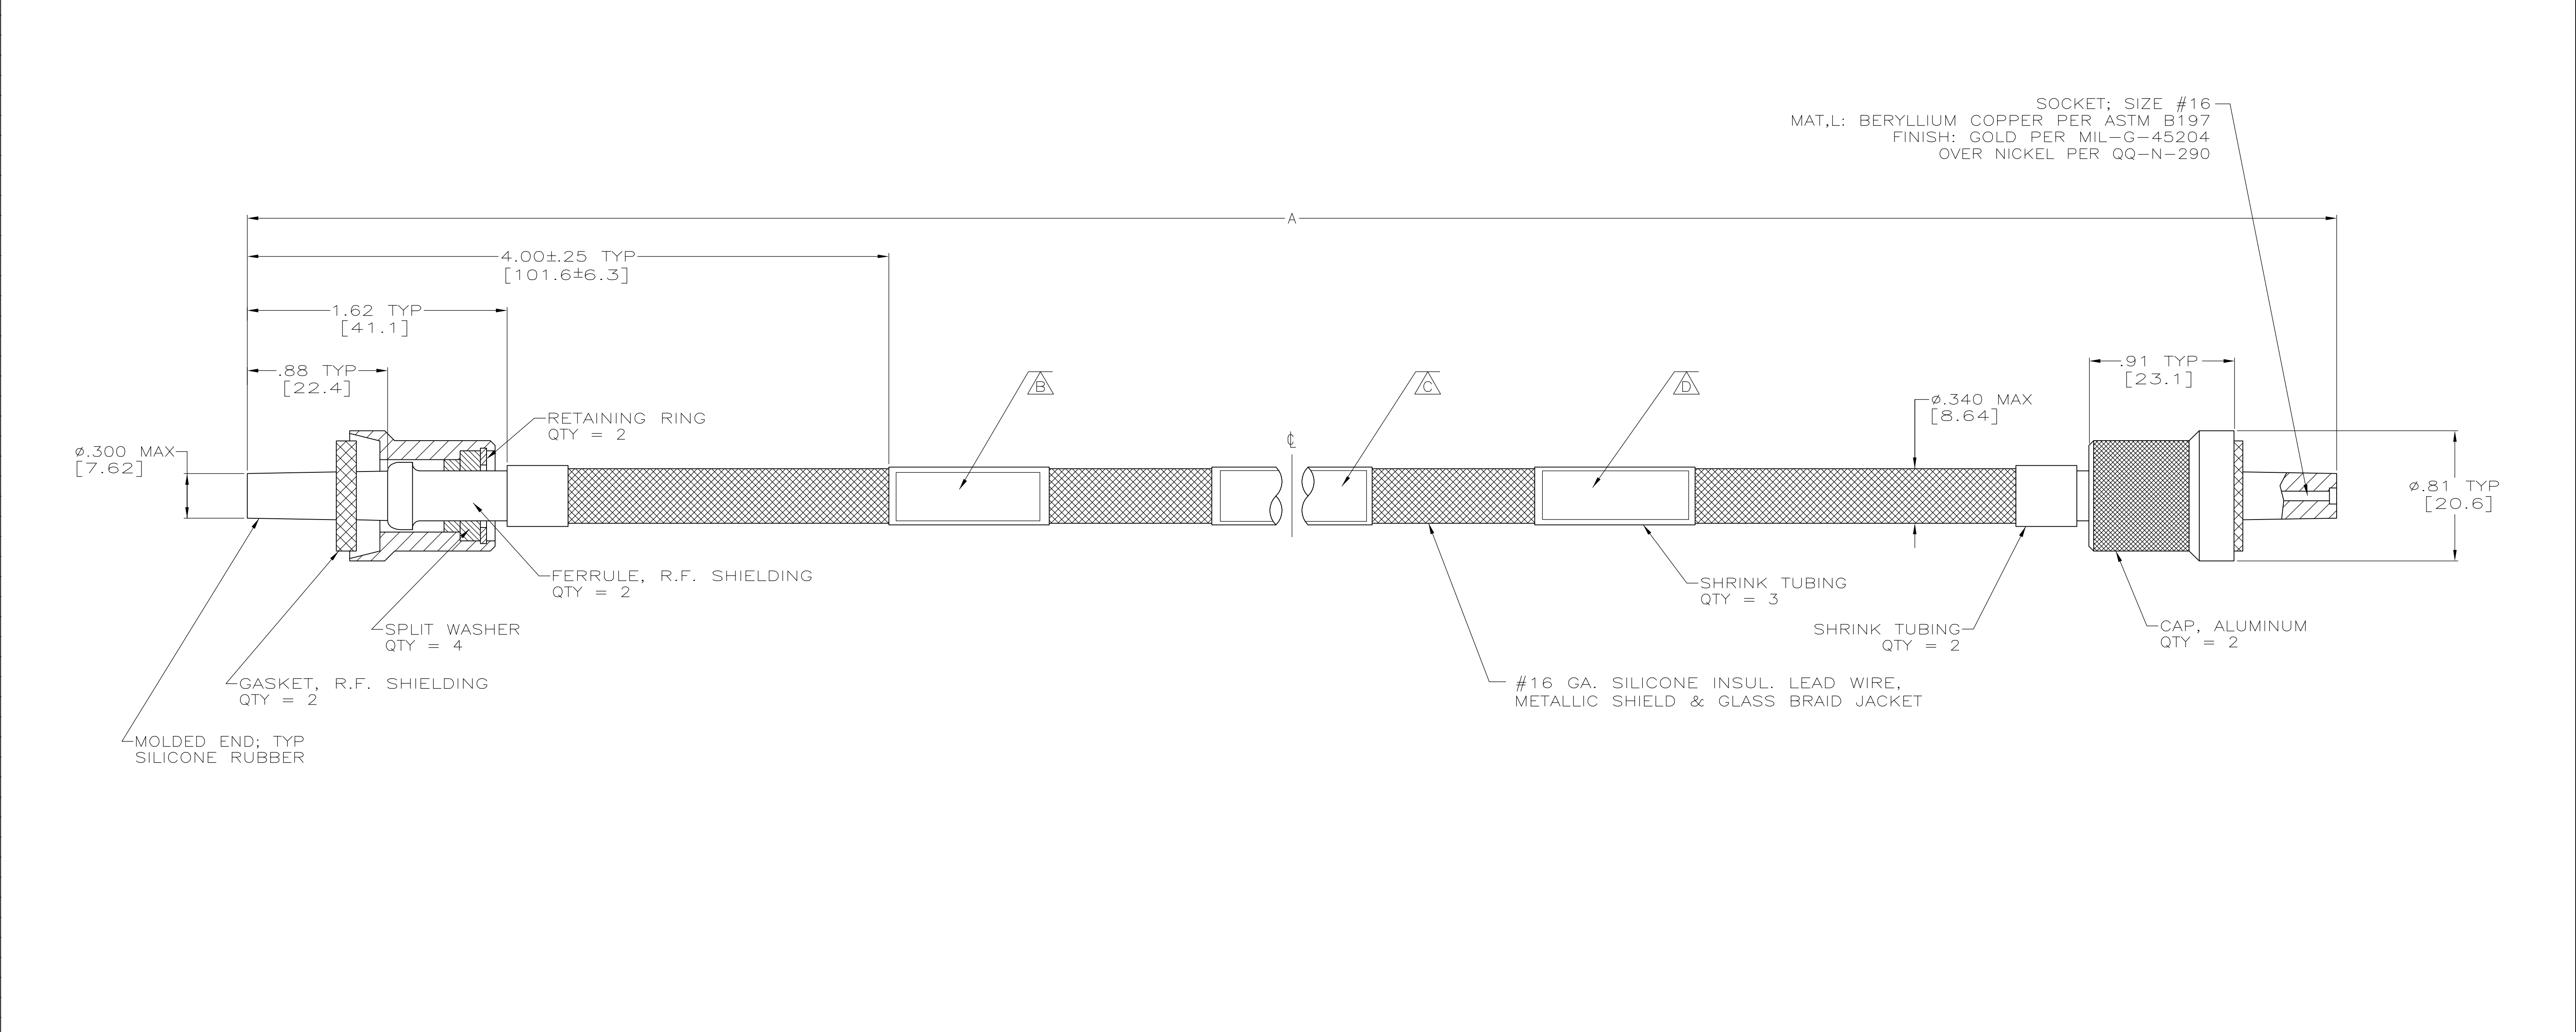 SOCKET; SIZE #16
MAT,L: BERYLLIUM COPPER PER ASTM B197
FINISH: GOLD PER MIL-G-45204
OVER NICKEL PER QQ-N-290
A
4.00±.25 TYP
[101.6±6.3]
1.62 TYP
[41.1]
.88 TYP
[22.4]
B
C
D
.91 TYP
[23.1]
RETAINING RING
QTY = 2
ø.340 MAX
[8.64]
ø.300 MAX
[7.62]
℄
ø.81 TYP
[20.6]
FERRULE, R.F. SHIELDING
QTY = 2
SHRINK TUBING
QTY = 3
SPLIT WASHER
QTY = 4
SHRINK TUBING
QTY = 2
CAP, ALUMINUM
QTY = 2
GASKET, R.F. SHIELDING
QTY = 2
#16 GA. SILICONE INSUL. LEAD WIRE,
METALLIC SHIELD & GLASS BRAID JACKET
MOLDED END; TYP
SILICONE RUBBER